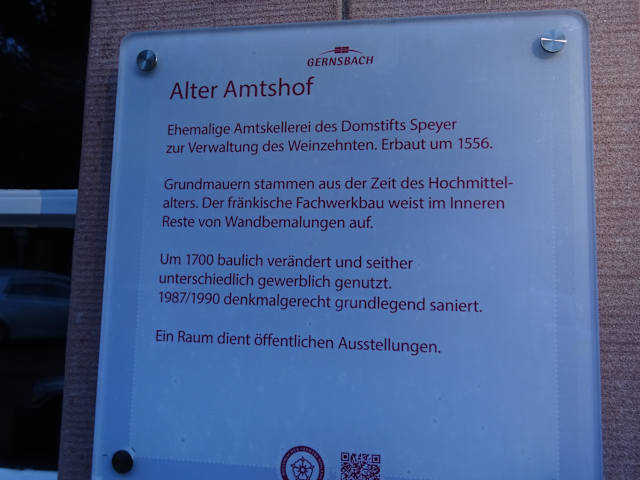 GERNSBACH
Alter Amtshof
Ehemalige Amtskellerei des Domstifts Speyer
zur Verwaltung des Weinzehnten. Erbaut um 1556.
Grundmauern stammen aus der Zeit des Hochmittel-
alters. Der fränkische Fachwerkbau weist im Inneren
Reste von Wandbemalungen auf.
Um 1700 baulich verändert und seither
unterschiedlich gewerblich genutzt.
1987/1990 denkmalgerecht grundlegend saniert.
Ein Raum dient öffentlichen Ausstellungen.